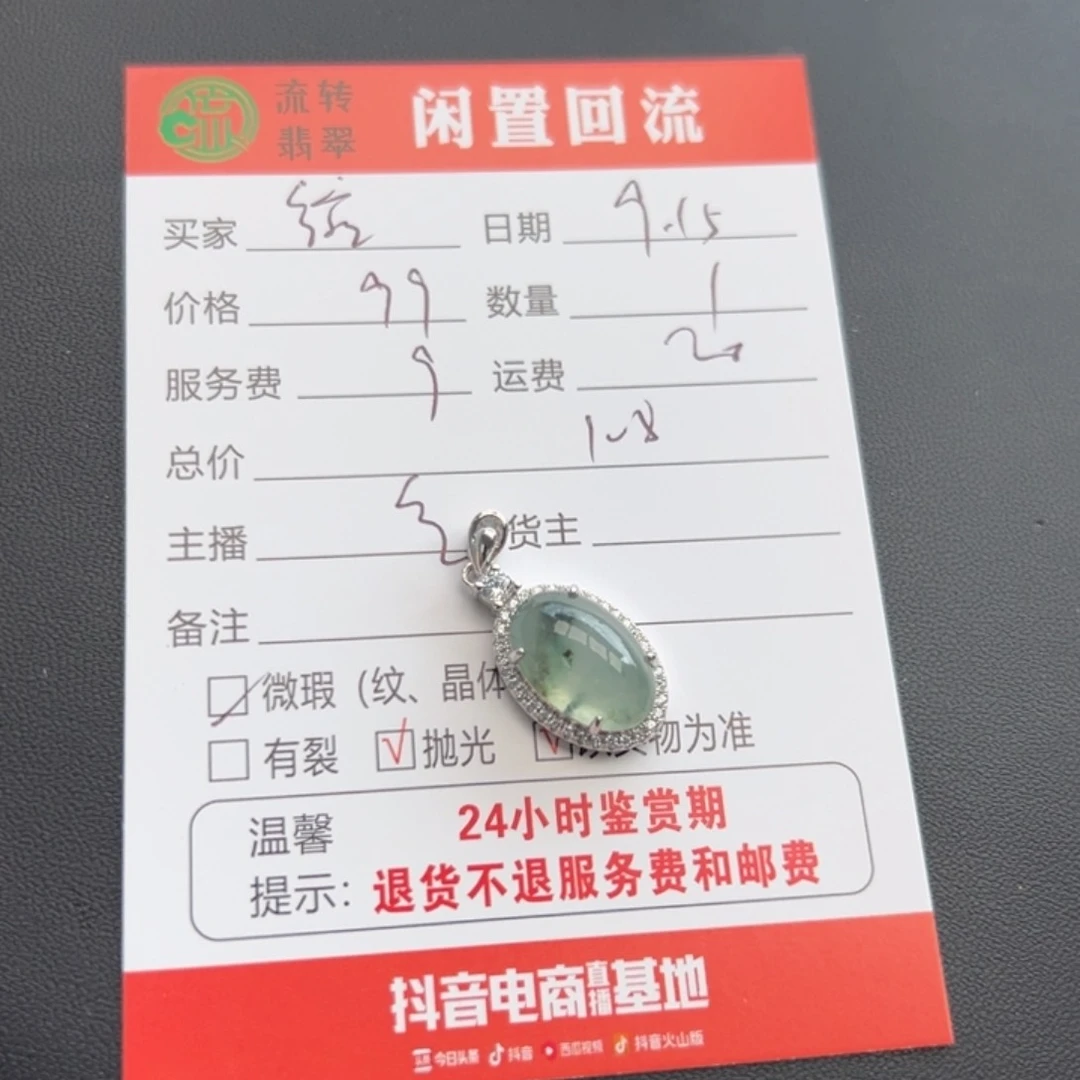 流转
翡翠
闲置回流
买家 日期 9.15
价格 99 数量 1
服务费 9 运费 20
总价 108
主播 货主
备注
微瑕（纹、晶体
有裂 √ 抛光 √ 物为准
温馨
提示：
24小时鉴赏期
退货不退服务费和邮费
抖音电商直播基地
头条 今日头条 抖音 西瓜视频 抖音火山版